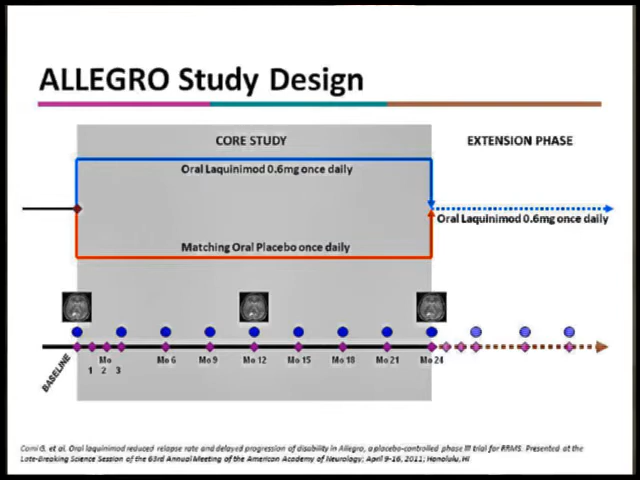 ALLEGRO Study Design
CORE STUDY
EXTENSION PHASE
Oral Laquinimod 0.6mg once daily
Oral Laquinimod 0.6mg once daily
Matching Oral Placebo once daily
BASELINE
1
Mo
2
3
Mo 6
Mo 9
Mo 12
Mo 15
Mo 18
Mo 21
Mo 24
Comi G, et al. Oral laquinimod reduced relapse rate and delayed progression of disability in Allegro, a placebo-controlled phase III trial for RRMS. Presented at the
Late-Breaking Science Session of the 63rd Annual Meeting of the American Academy of Neurology; April 9-16, 2011; Honolulu, HI